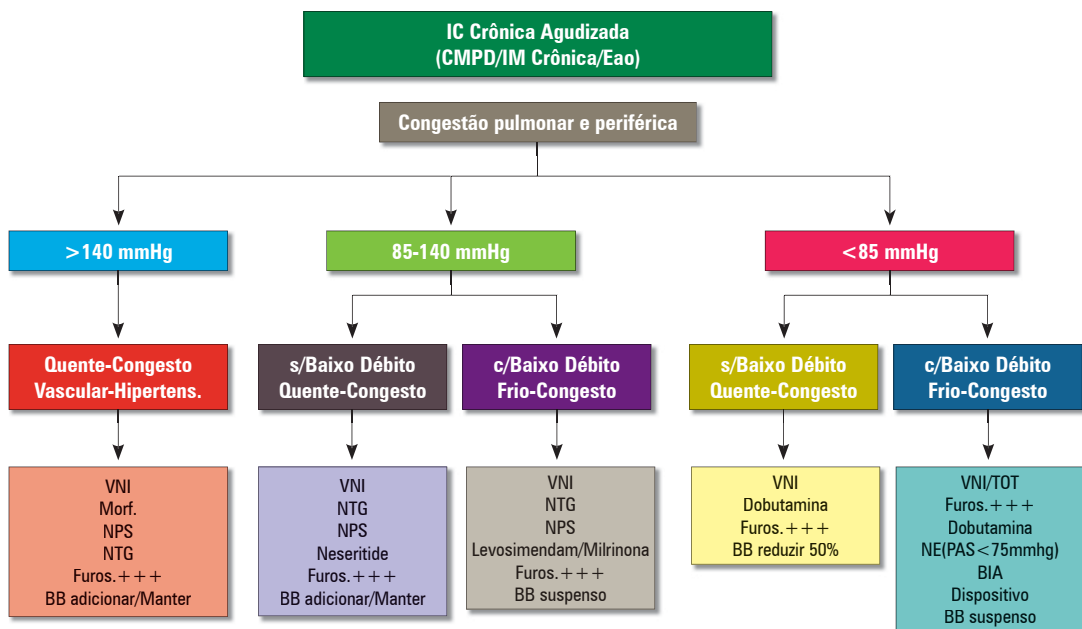 IC Crônica Agudizada
(CMPD/IM Crônica/Eao)
Congestão pulmonar e periférica
>140 mmHg
85-140 mmHg
<85 mmHg
Quente-Congesto
Vascular-Hipertens.
s/Baixo Débito
Quente-Congesto
c/Baixo Débito
Frio-Congesto
s/Baixo Débito
Quente-Congesto
c/Baixo Débito
Frio-Congesto
VNI
Morf.
NPS
NTG
Furos.+++
BB adicionar/Manter
VNI
NTG
NPS
Neseritide
Furos.+++
BB adicionar/Manter
VNI
NTG
NPS
Levosimendam/Milrinona
Furos.+++
BB suspenso
VNI
Dobutamina
Furos.+++
BB reduzir 50%
VNI/TOT
Furos.+++
Dobutamina
NE(PAS<75mmhg)
BIA
Dispositivo
BB suspenso